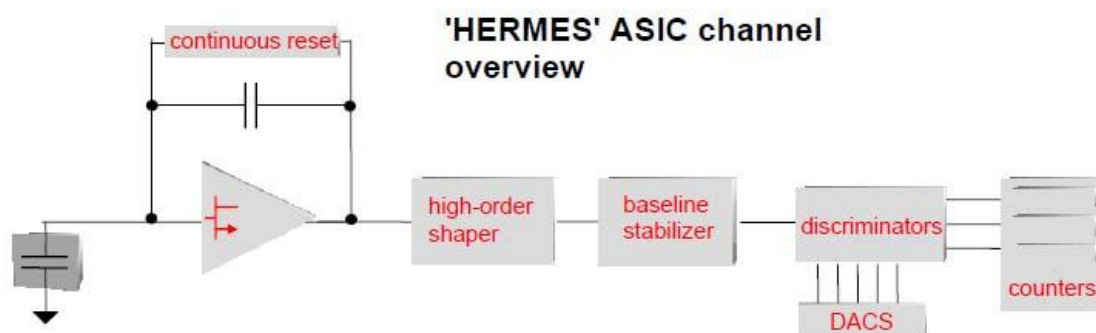 'HERMES' ASIC channel
overview
continuous reset
high-order
shaper
baseline
stabilizer
discriminators
counters
DACS